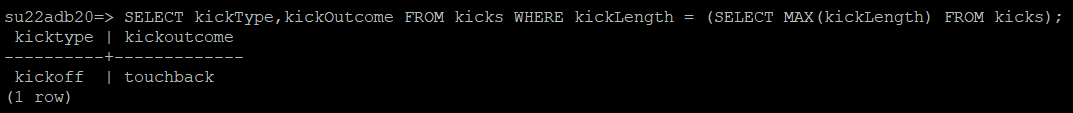 su22adb20=> SELECT kickType,kickOutcome FROM kicks WHERE kickLength = (SELECT MAX(kickLength) FROM kicks);
 kicktype | kickoutcome
----------+-------------
 kickoff  | touchback
(1 row)